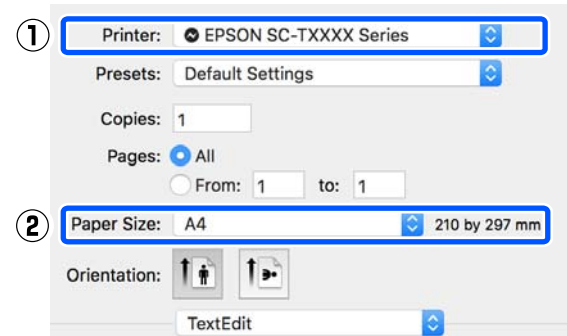 ① Printer: EPSON SC-TXXXX Series
Presets: Default Settings
Copies: 1
Pages: All
From: 1 to: 1
② Paper Size: A4 210 by 297 mm
Orientation:
TextEdit